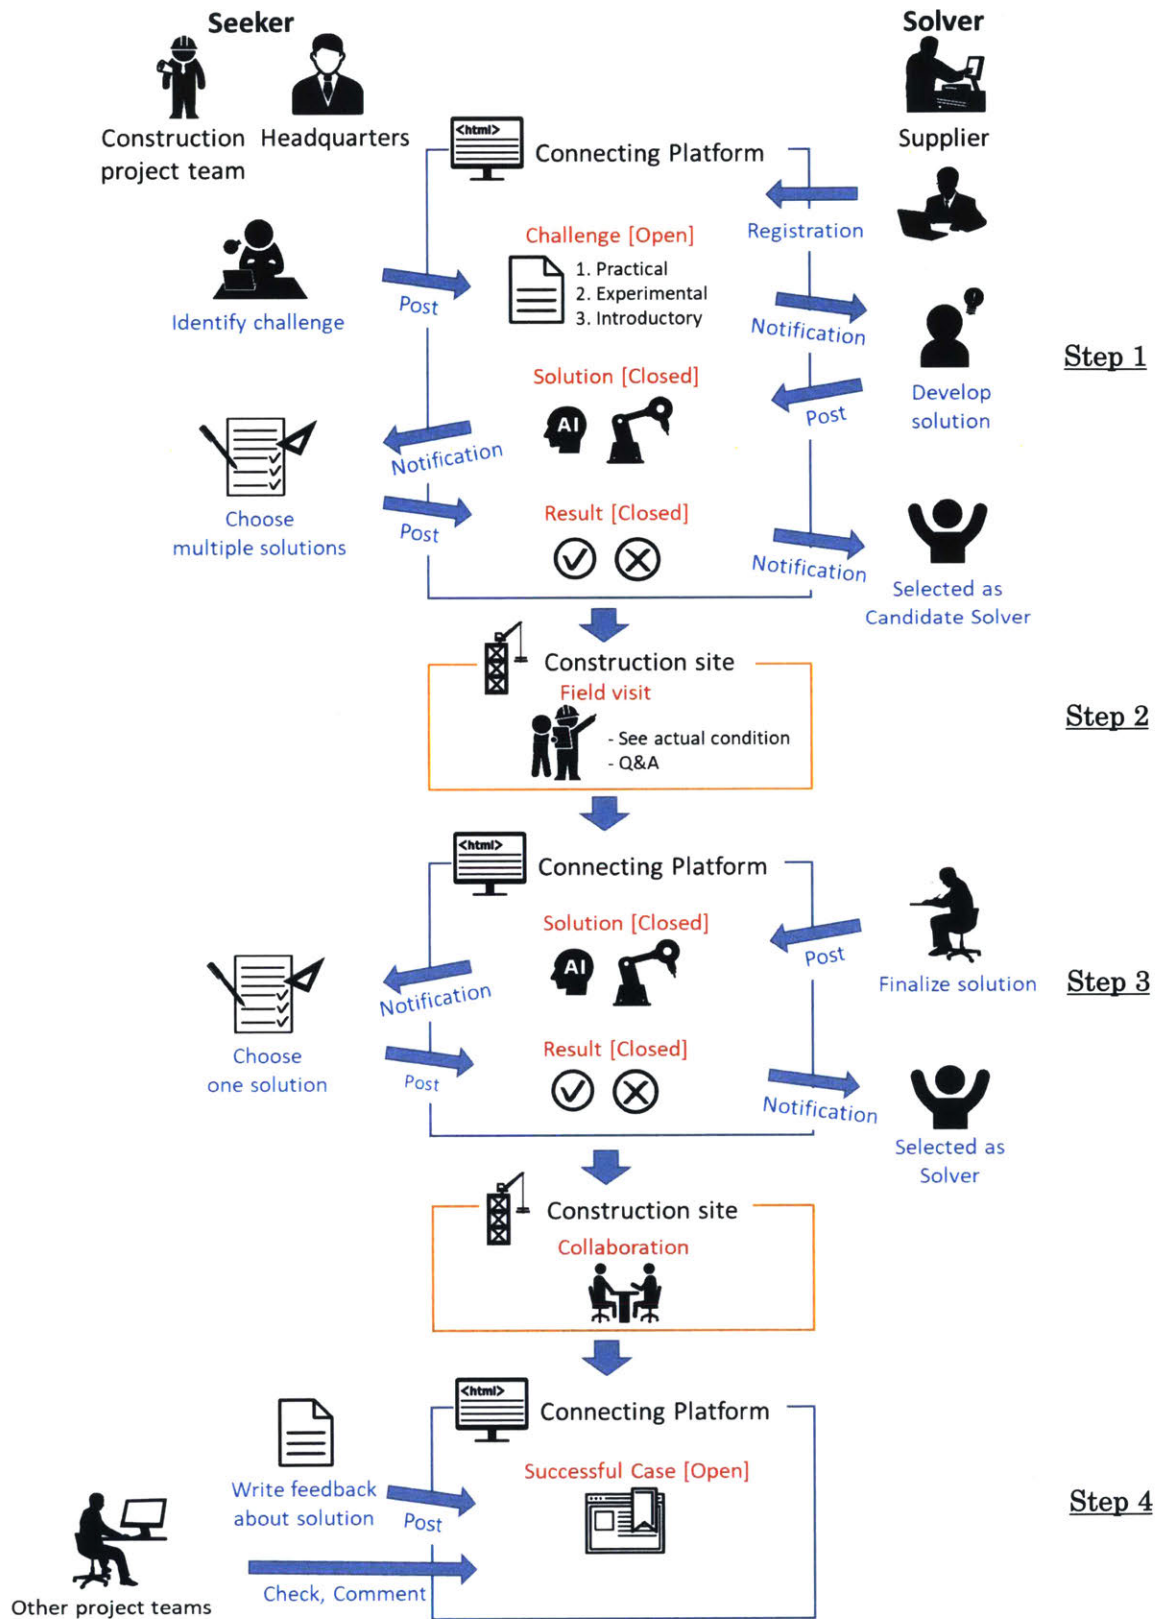 Seeker
Solver
Construction
project team
Headquarters
Supplier
<html>
Connecting Platform
Registration
Challenge [Open]
1. Practical
2. Experimental
3. Introductory
Identify challenge
Post
Notification
Develop
solution
Step 1
Solution [Closed]
AI
Post
Notification
Choose
multiple solutions
Post
Result [Closed]
Notification
Selected as
Candidate Solver
Construction site
Field visit
- See actual condition
- Q&A
Step 2
<html>
Connecting Platform
Solution [Closed]
AI
Post
Finalize solution
Step 3
Notification
Choose
one solution
Post
Result [Closed]
Notification
Selected as
Solver
Construction site
Collaboration
<html>
Connecting Platform
Successful Case [Open]
Write feedback
about solution
Post
Step 4
Check, Comment
Other project teams